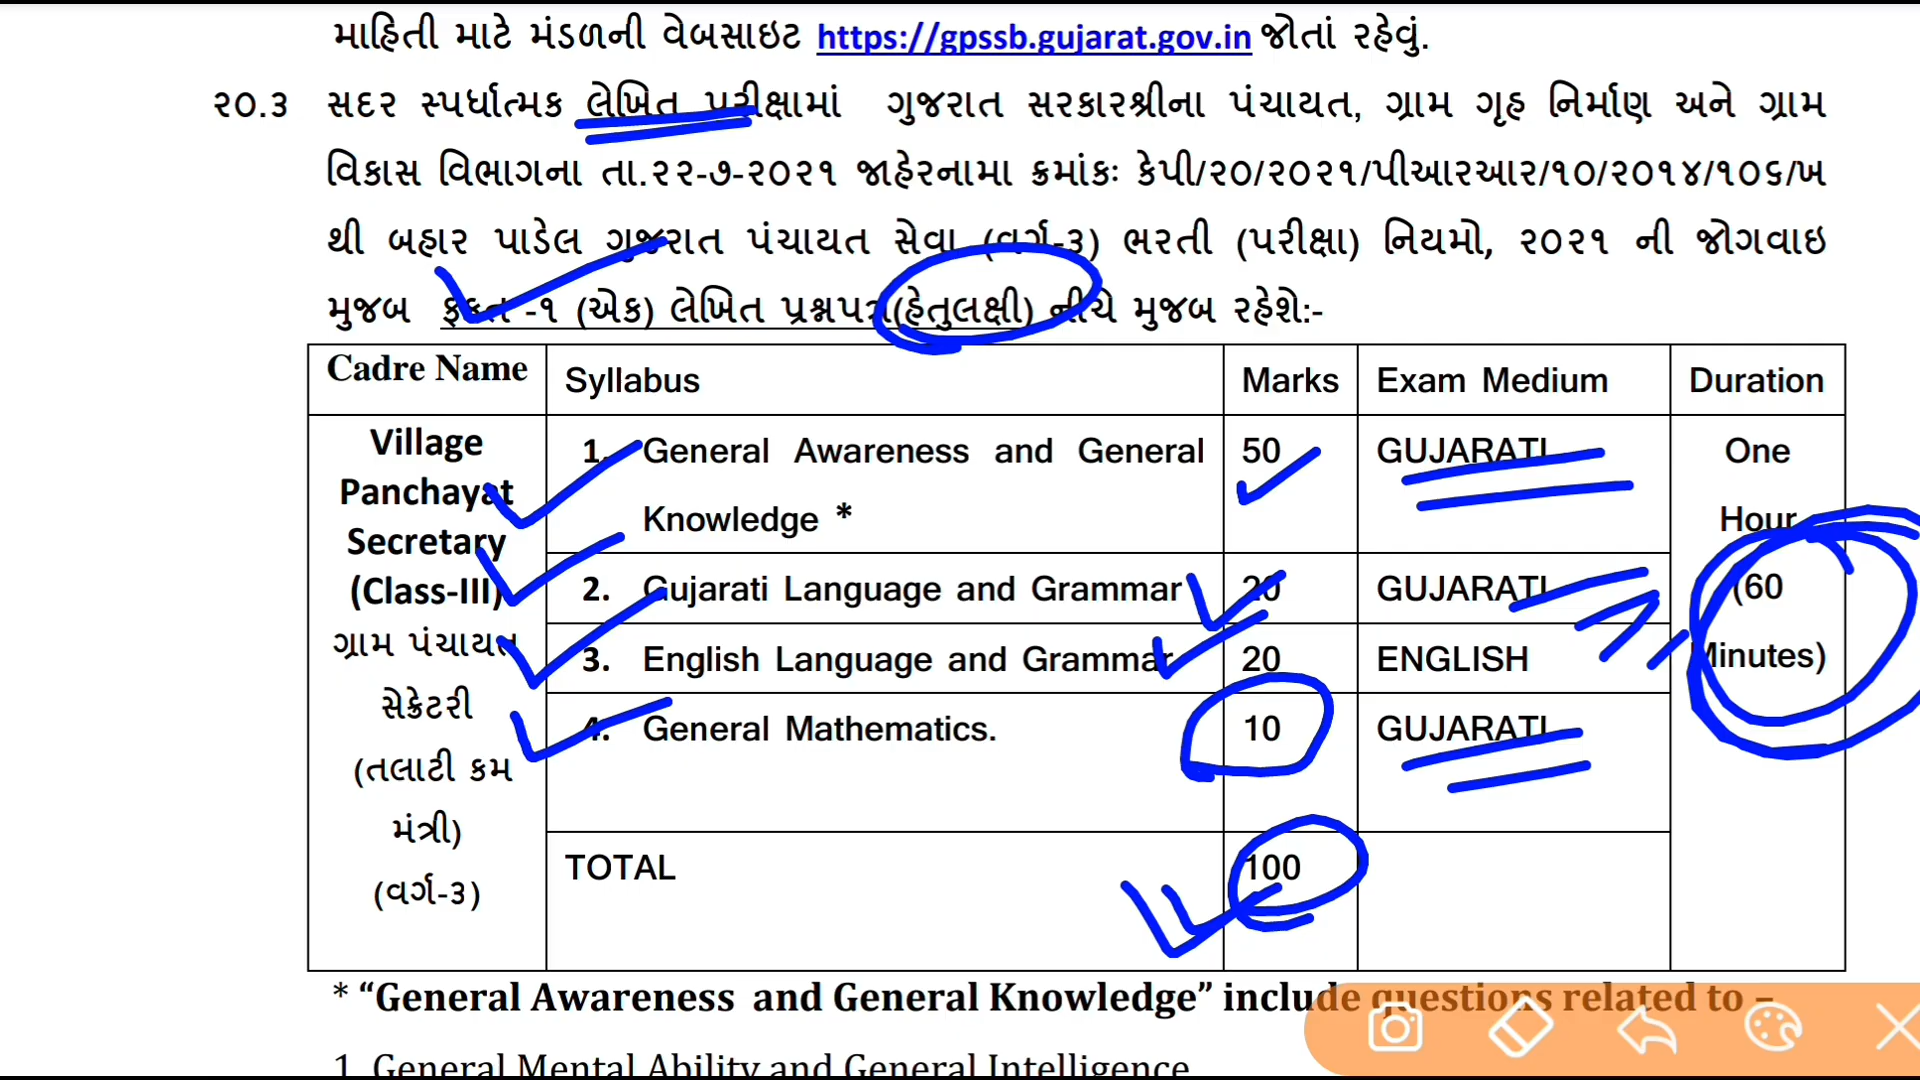 માહિતી માટે મંડળની વેબસાઇટ https://gpssb.gujarat.gov.in જોતાં રહેવું.
૨૦.૩ સદર સ્પર્ધાત્મક લેખિત પરીક્ષામાં ગુજરાત સરકારશ્રીના પંચાયત, ગ્રામ ગૃહ નિર્માણ અને ગ્રામ
વિકાસ વિભાગના તા.૨૨-૭-૨૦૨૧ જાહેરનામા ક્રમાંકઃ કેપી/૨૦/૨૦૨૧/પીઆરઆર/૧૦/૨૦૧૪/૧૦૬/ખ
થી બહાર પાડેલ ગુજરાત પંચાયત સેવા (વર્ગ-૩) ભરતી (પરીક્ષા) નિયમો, ૨૦૨૧ ની જોગવાઇ
મુજબ ફક્ત -૧ (એક) લેખિત પ્રશ્નપત્ર(હેતુલક્ષી) નીચે મુજબ રહેશે:-
Cadre Name Syllabus Marks Exam Medium Duration
Village
Panchayat
Secretary
(Class-III)
ગ્રામ પંચાયત
સેક્રેટરી
(તલાટી કમ
મંત્રી)
(વર્ગ-૩)
1. General Awareness and General
Knowledge *
50 GUJARATI
2. Gujarati Language and Grammar 20 GUJARATI
3. English Language and Grammar 20 ENGLISH
4. General Mathematics. 10 GUJARATI
TOTAL 100
One
Hour
(60
Minutes)
* “General Awareness and General Knowledge” include questions related to –
1. General Mental Ability and General Intelligence